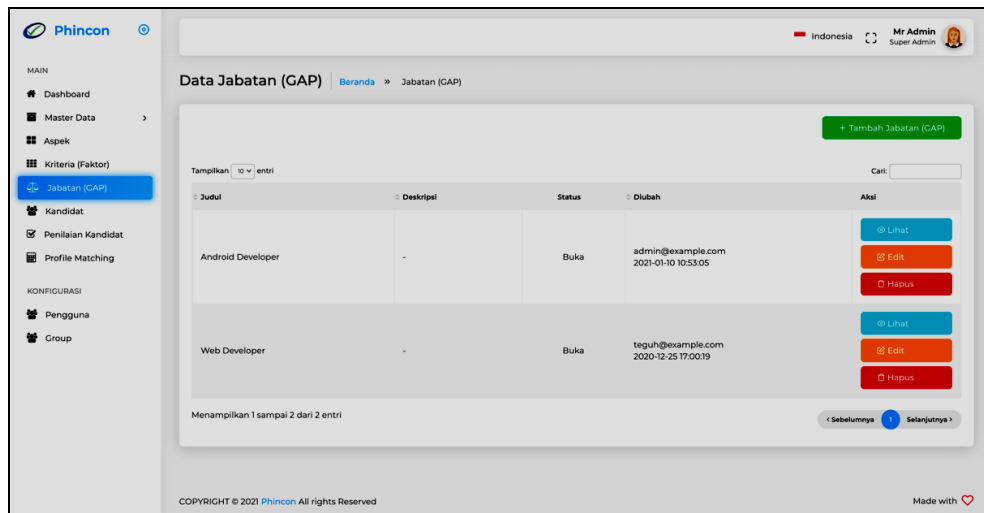 Phincon
Indonesia
Mr Admin
Super Admin
MAIN
Dashboard
Master Data
Aspek
Kriteria (Faktor)
Jabatan (GAP)
Kandidat
Penilaian Kandidat
Profile Matching
KONFIGURASI
Pengguna
Group
Data Jabatan (GAP) Beranda » Jabatan (GAP)
+ Tambah Jabatan (GAP)
Tampilkan 10 entri
Cari:
Judul Deskripsi Status Diubah Aksi
Android Developer - Buka admin@example.com
2021-01-10 10:53:05
Lihat
Edit
Hapus
Web Developer - Buka teguh@example.com
2020-12-25 17:00:19
Lihat
Edit
Hapus
Menampilkan 1 sampai 2 dari 2 entri
‹ Sebelumnya 1 Selanjutnya ›
COPYRIGHT © 2021 Phincon All rights Reserved
Made with